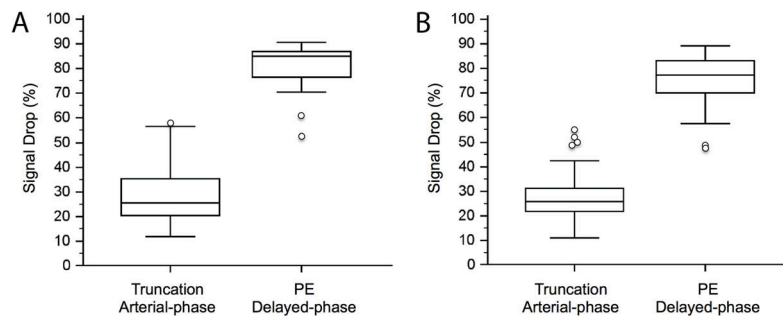 A
Signal Drop (%)
100
90
80
70
60
50
40
30
20
10
0
Truncation
Arterial-phase
PE
Delayed-phase
B
Signal Drop (%)
100
90
80
70
60
50
40
30
20
10
0
Truncation
Arterial-phase
PE
Delayed-phase